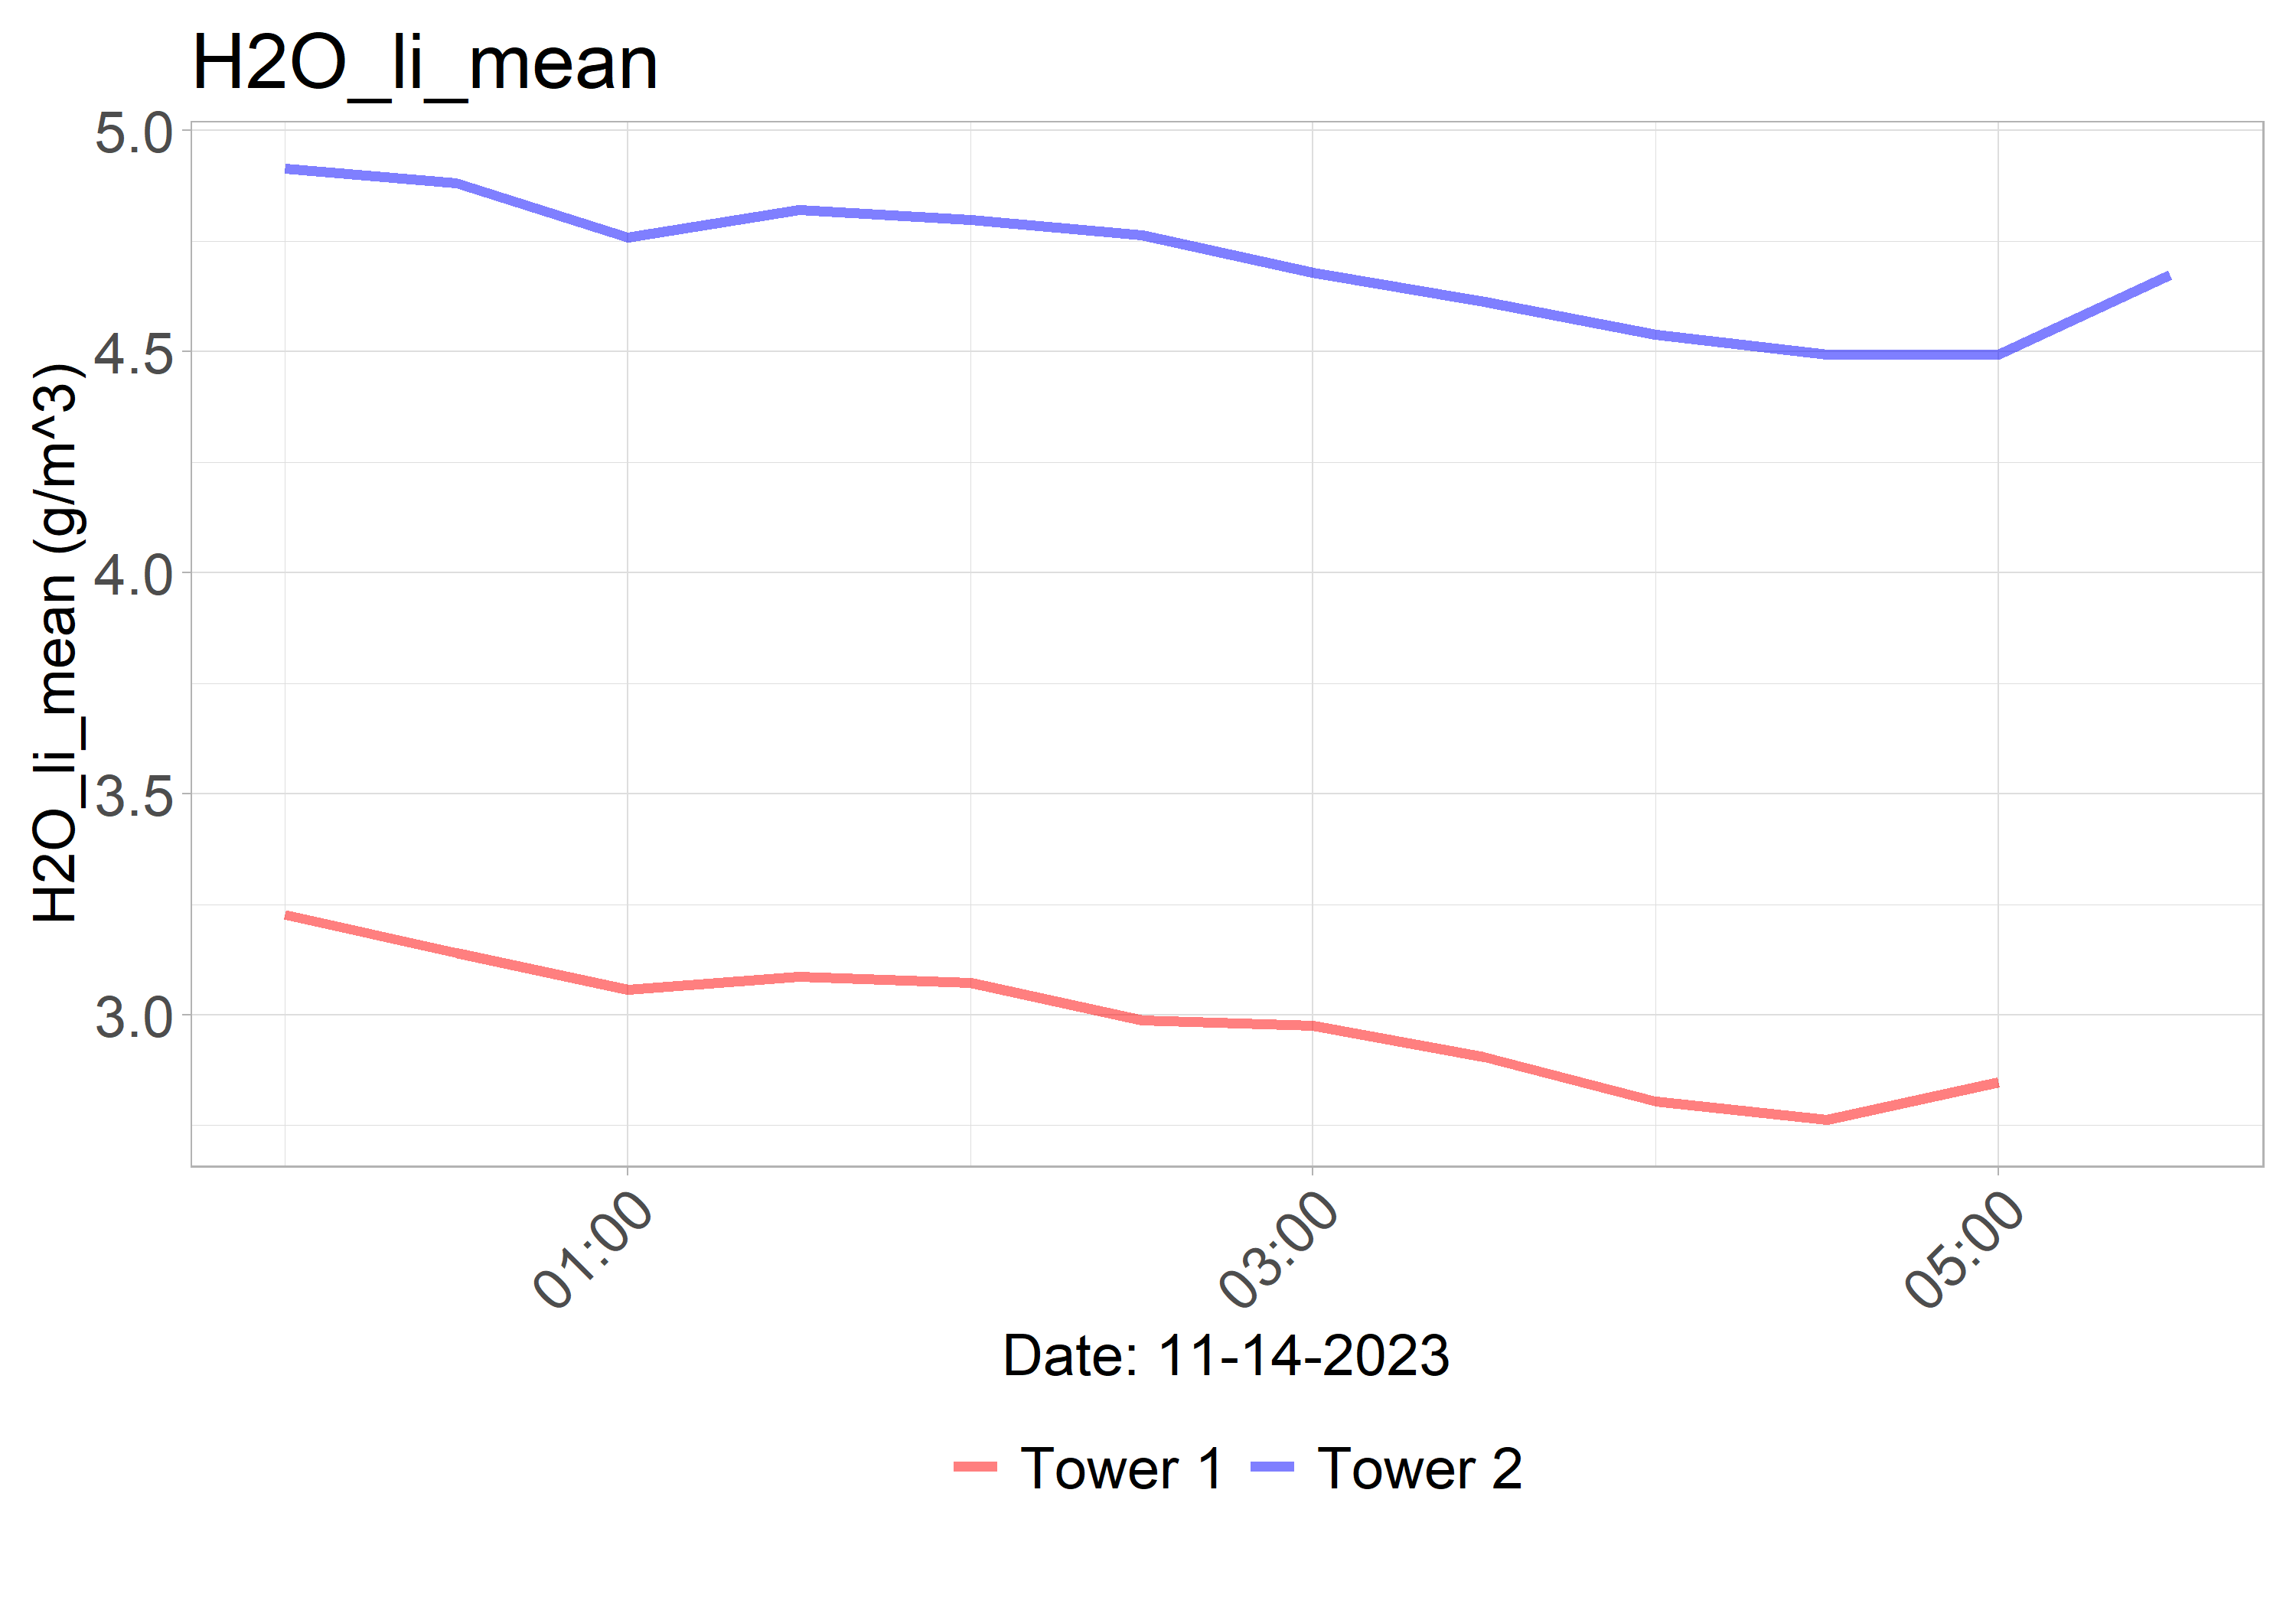 H2O_li_mean
H2O_li_mean (g/m^3)
5.0
4.5
4.0
3.5
3.0
01:00
03:00
05:00
Date: 11-14-2023
Tower 1
Tower 2